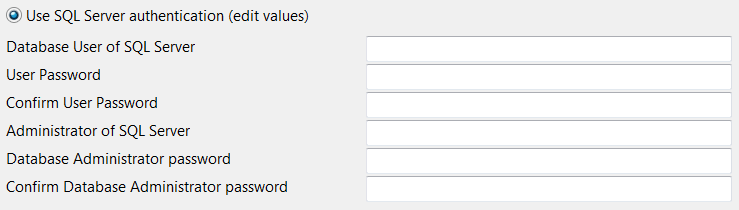 Use SQL Server authentication (edit values)
Database User of SQL Server
User Password
Confirm User Password
Administrator of SQL Server
Database Administrator password
Confirm Database Administrator password